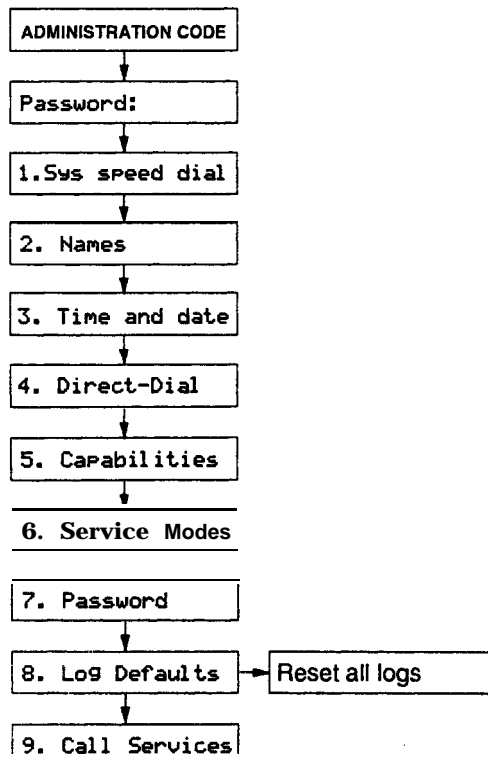 ADMINISTRATION CODE
Password:
1.Sys speed dial
2. Names
3. Time and date
4. Direct-Dial
5. Capabilities
6. Service Modes
7. Password
8. Log Defaults
Reset all logs
9. Call Services